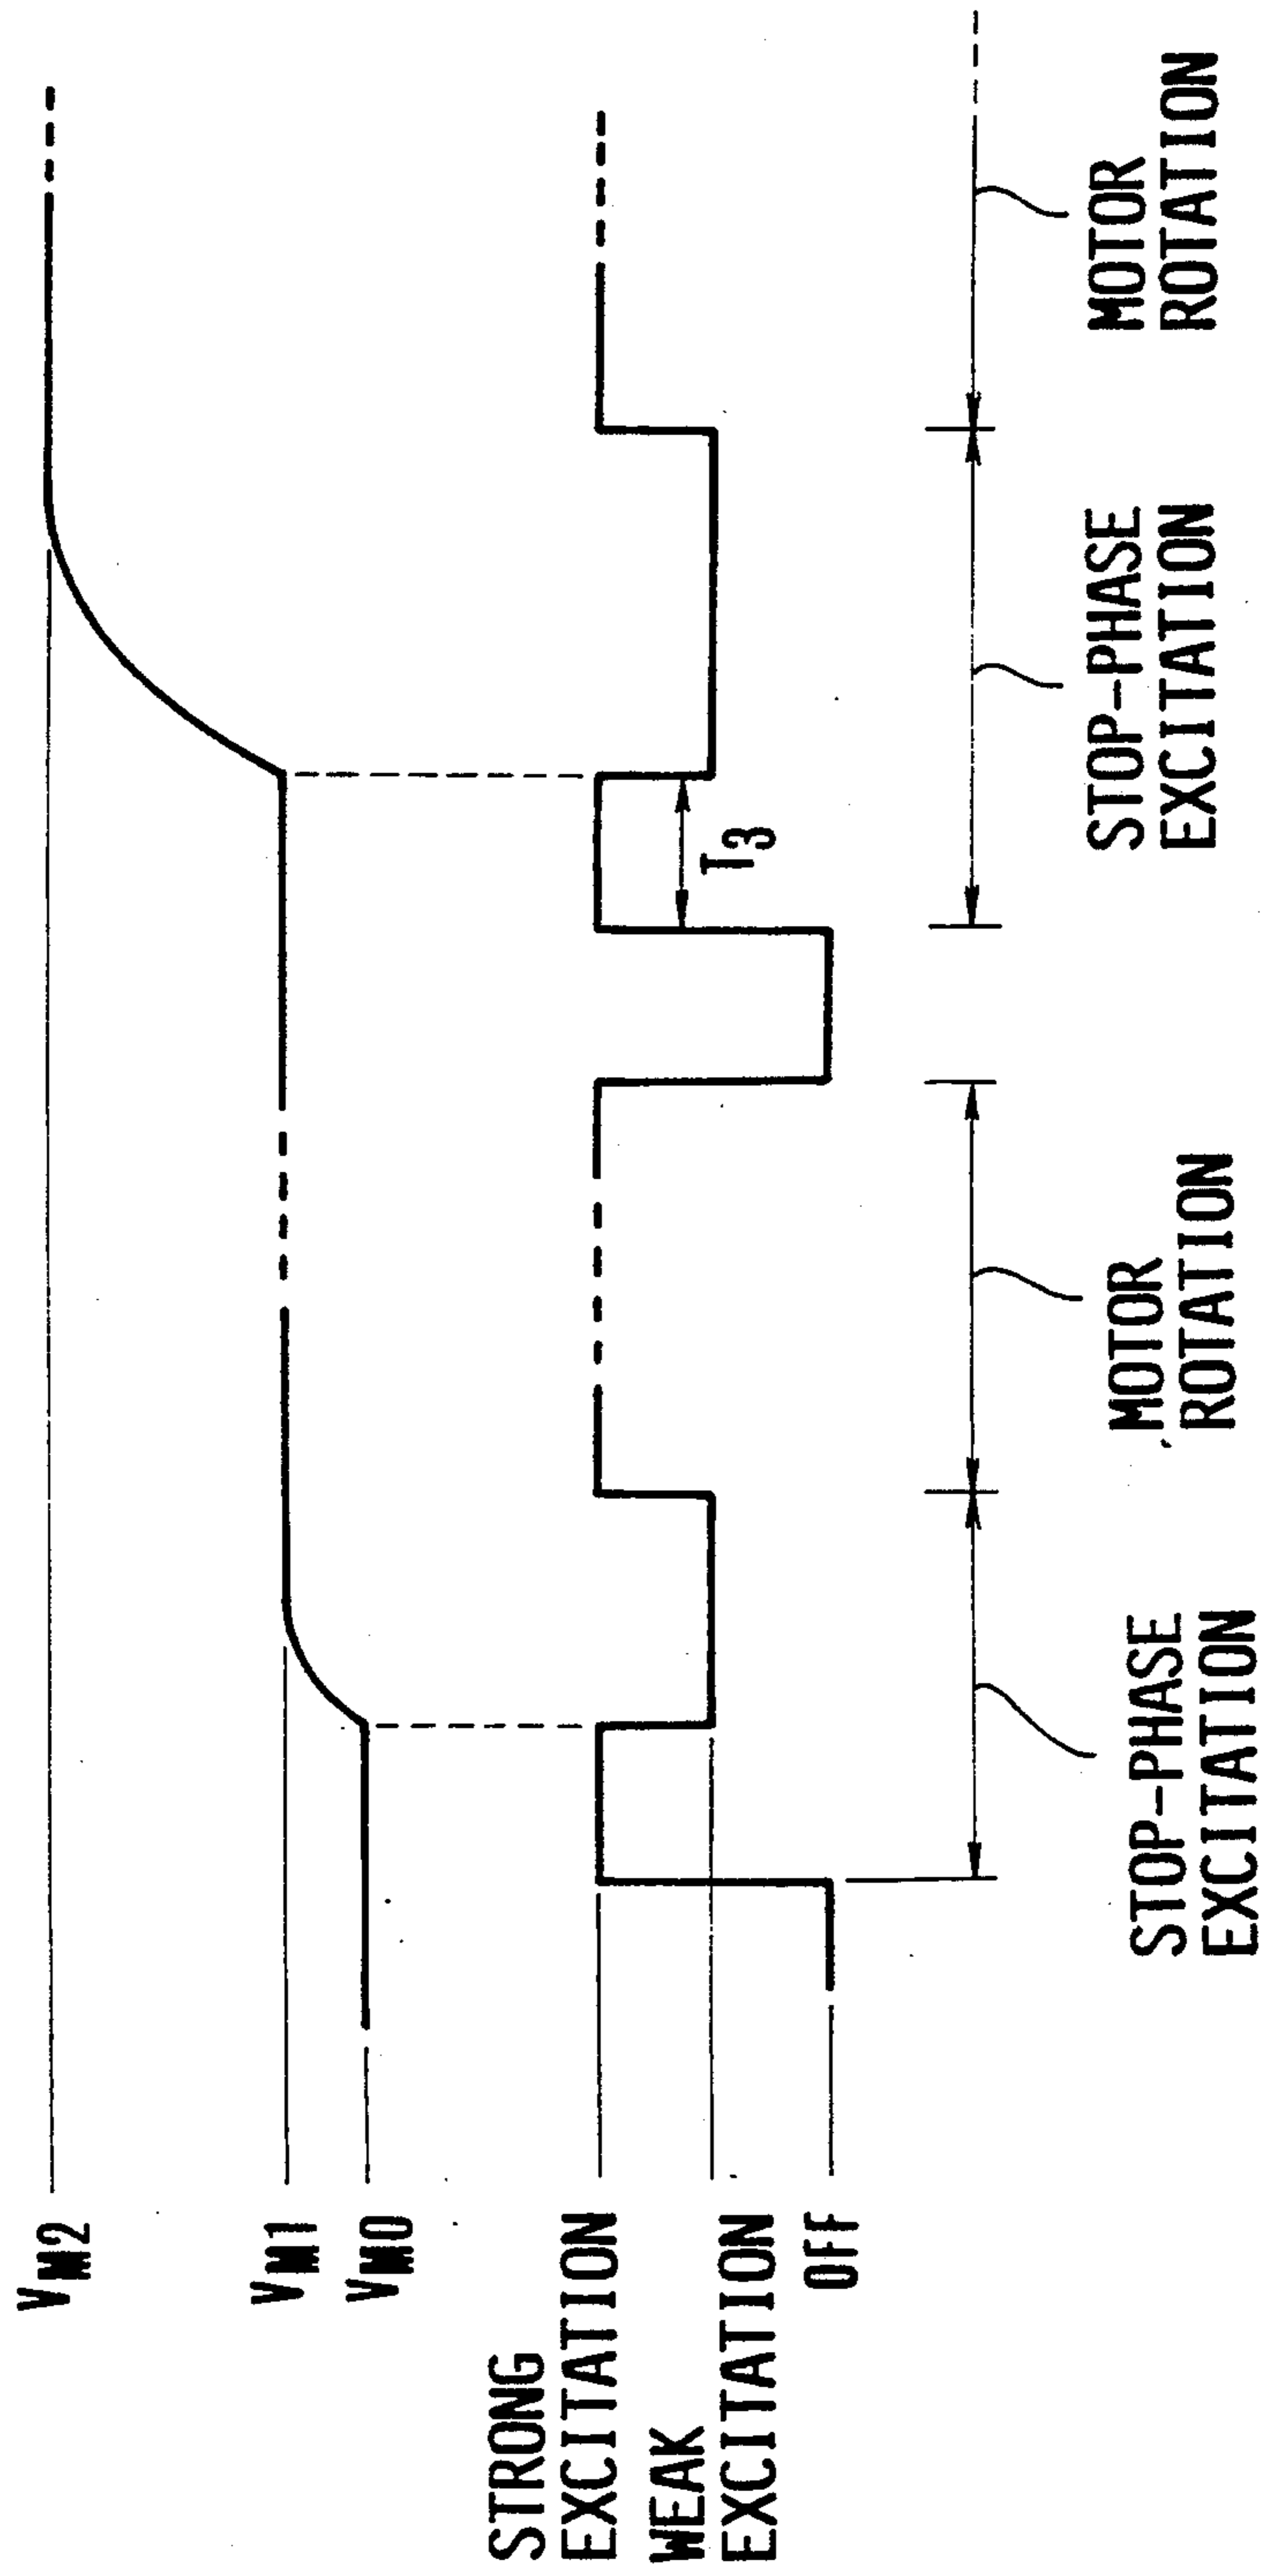 VM2
VM1
VM0
STRONG
EXCITATION
WEAK
EXCITATION
OFF
T3
STOP-PHASE
EXCITATION
MOTOR
ROTATION
STOP-PHASE
EXCITATION
MOTOR
ROTATION